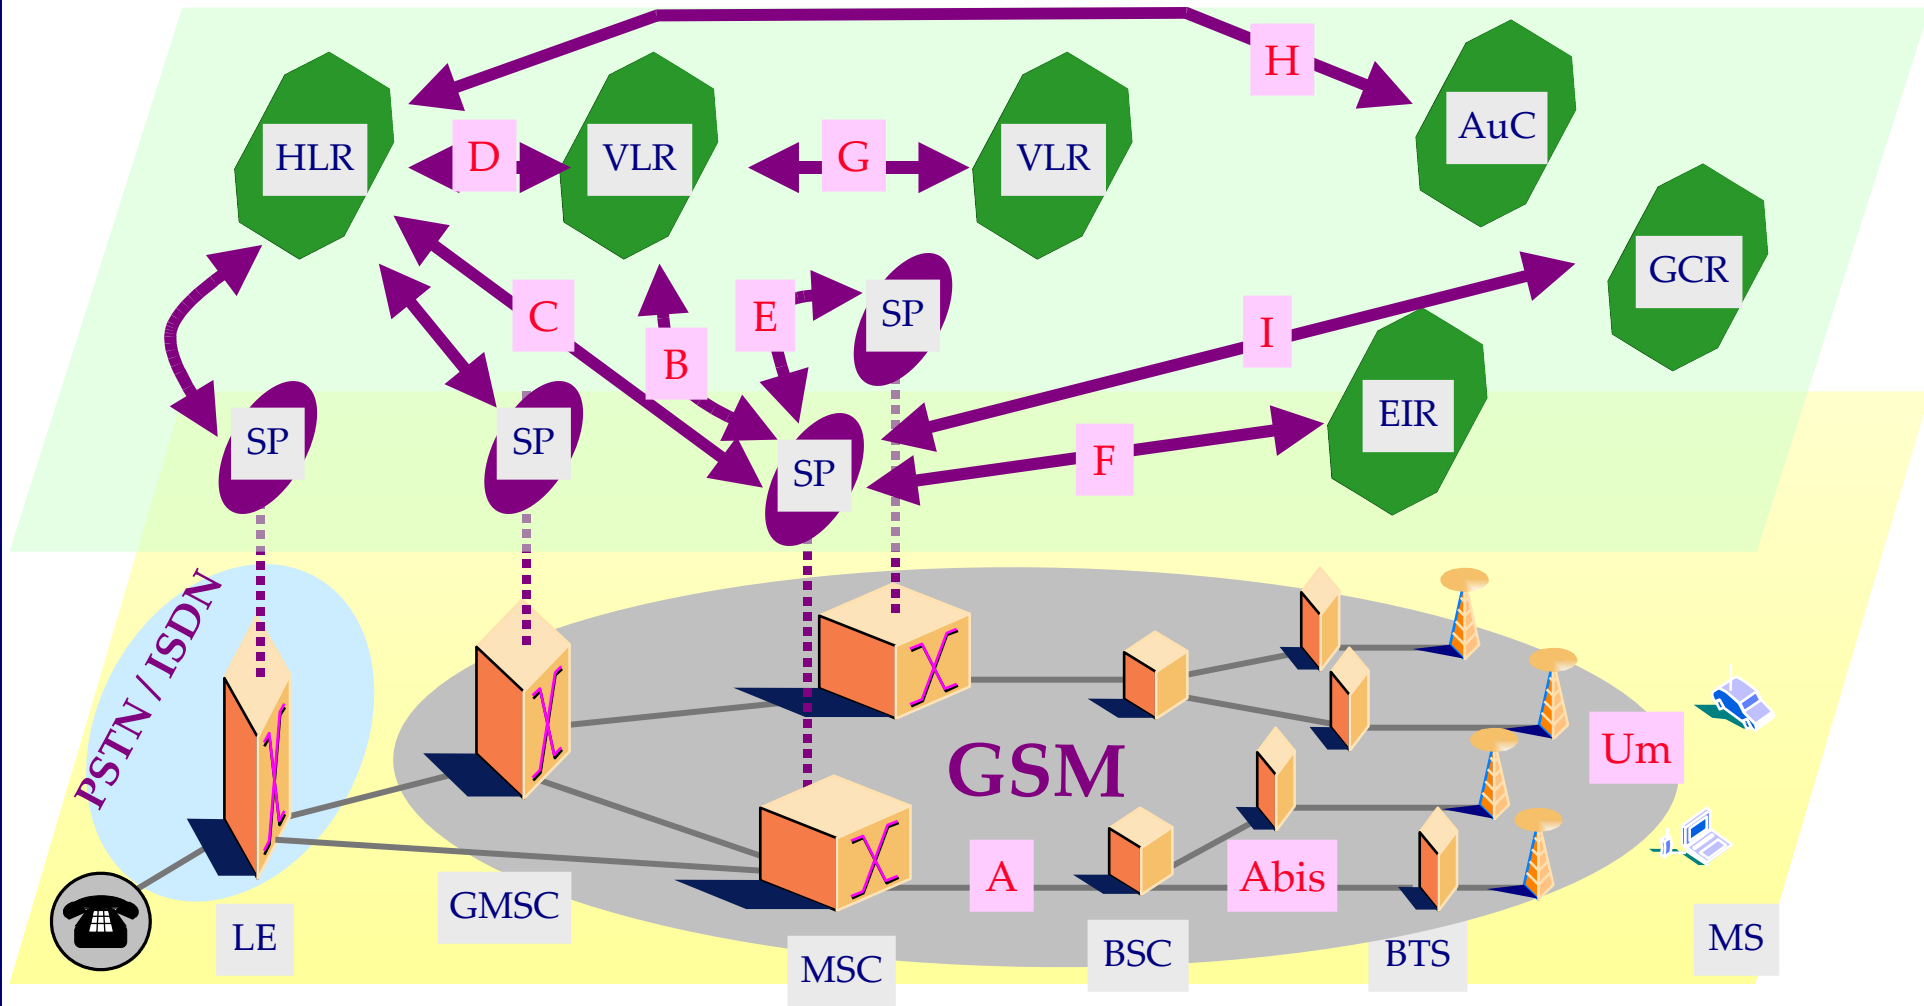 H
AuC
HLR
D
VLR
G
VLR
GCR
C
E
SP
I
B
EIR
SP
SP
SP
F
PSTN / ISDN
GSM
Um
A
Abis
GMSC
LE
MSC
BSC
BTS
MS